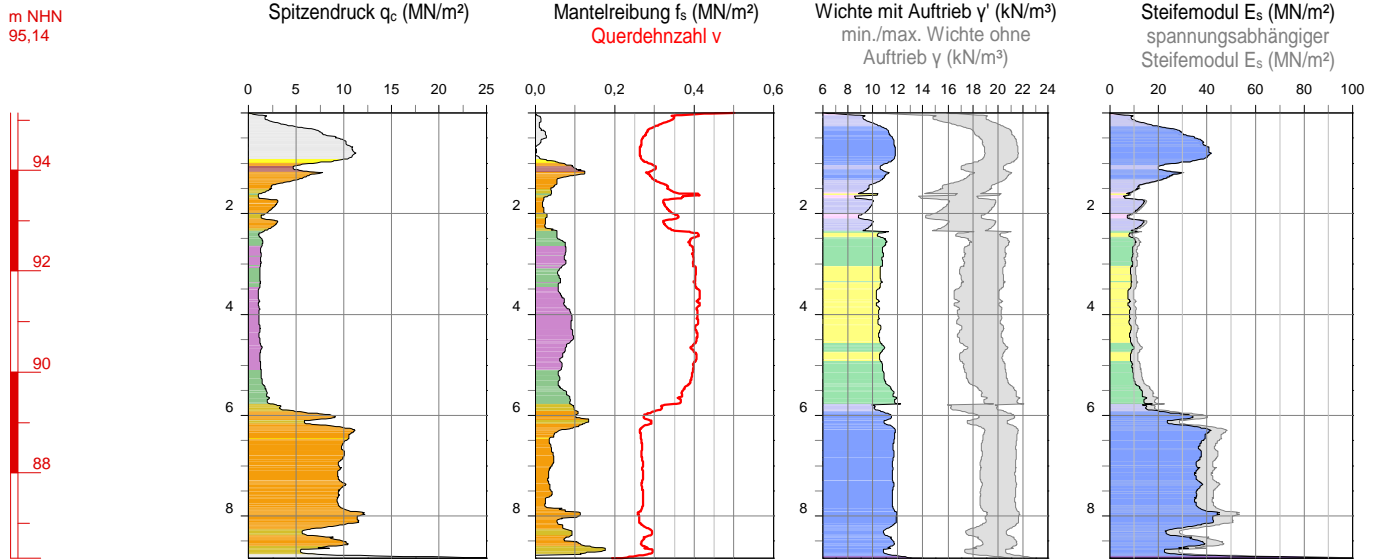 m NHN
95,14
94
92
90
88
Spitzendruck qc (MN/m²)
0 5 10 15 20 25
2
4
6
8
Mantelreibung fs (MN/m²)
Querdehnzahl ν
0,0 0,2 0,4 0,6
2
4
6
8
Wichte mit Auftrieb γ' (kN/m³)
min./max. Wichte ohne
Auftrieb γ (kN/m³)
6 8 10 12 14 16 18 20 22 24
2
4
6
8
Steifemodul Es (MN/m²)
spannungsabhängiger
Steifemodul Es (MN/m²)
0 20 40 60 80 100
2
4
6
8